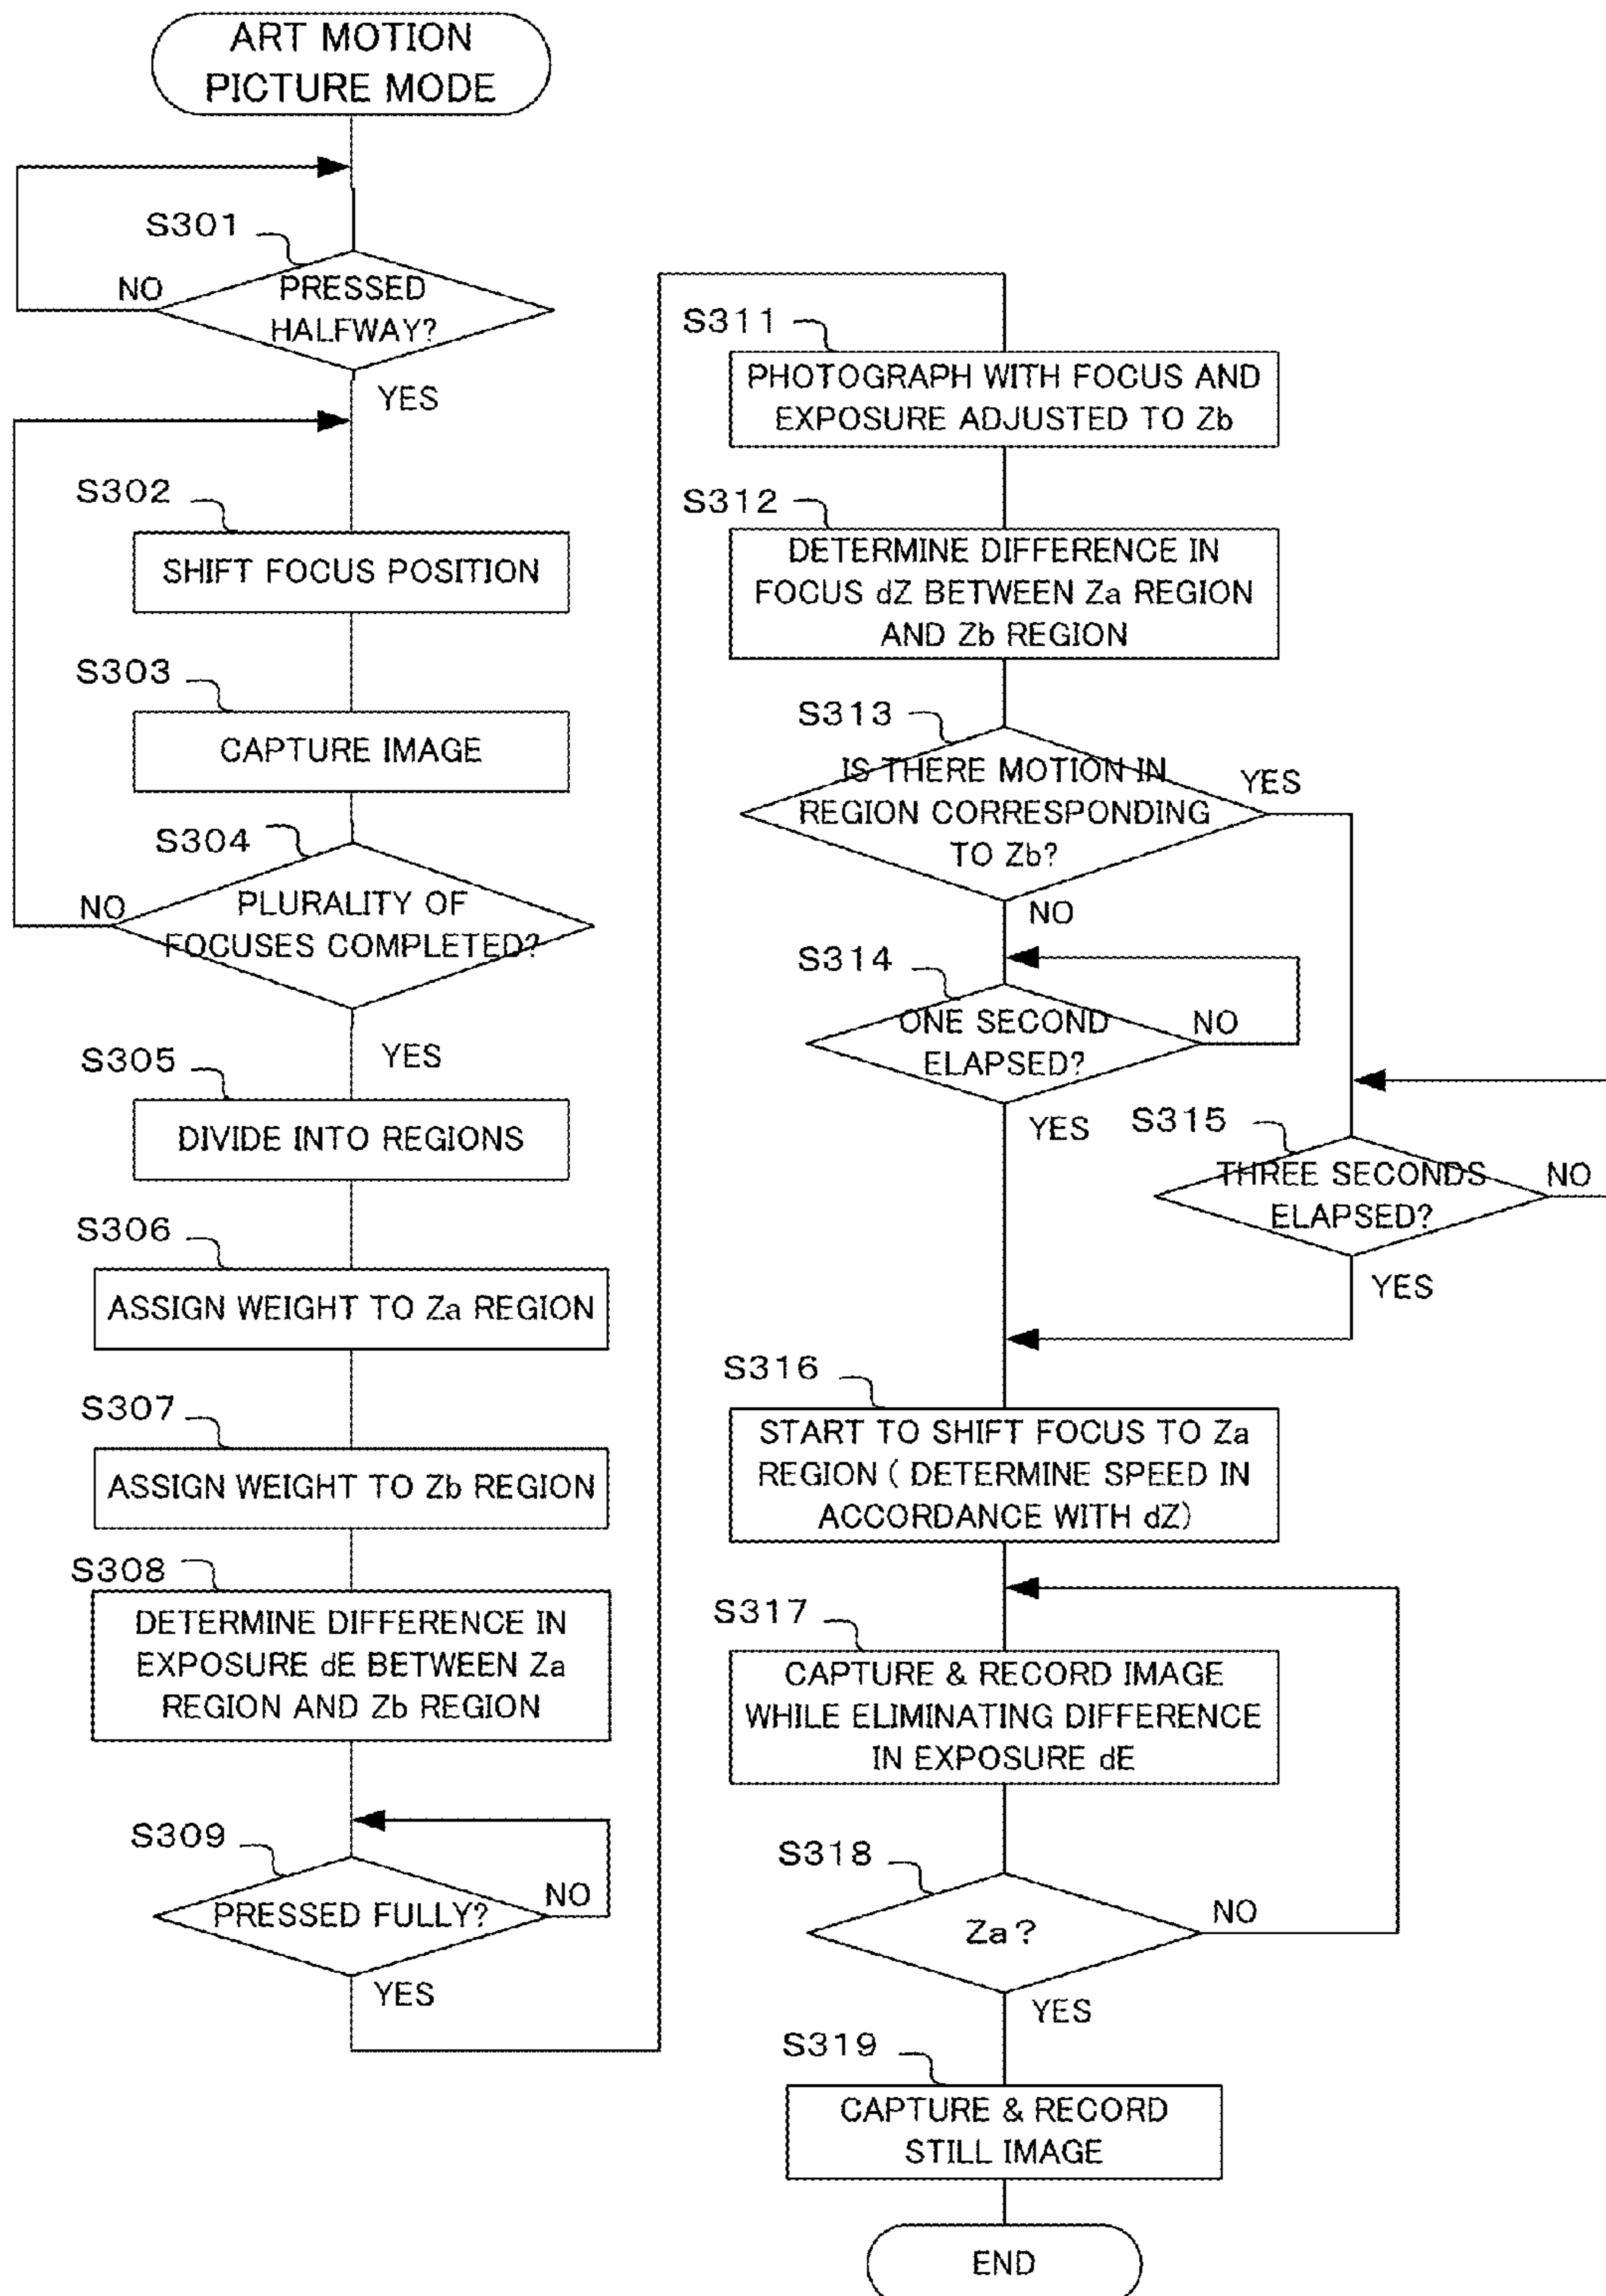 ART MOTION
PICTURE MODE
S301
NO
PRESSED
HALFWAY?
YES
S302
SHIFT FOCUS POSITION
S303
CAPTURE IMAGE
S304
NO
PLURALITY OF
FOCUSES COMPLETED?
YES
S305
DIVIDE INTO REGIONS
S306
ASSIGN WEIGHT TO Za REGION
S307
ASSIGN WEIGHT TO Zb REGION
S308
DETERMINE DIFFERENCE IN
EXPOSURE dE BETWEEN Za
REGION AND Zb REGION
S309
PRESSED FULLY?
NO
YES
S311
PHOTOGRAPH WITH FOCUS AND
EXPOSURE ADJUSTED TO Zb
S312
DETERMINE DIFFERENCE IN
FOCUS dZ BETWEEN Za REGION
AND Zb REGION
S313
IS THERE MOTION IN
REGION CORRESPONDING
TO Zb?
YES
NO
S314
ONE SECOND
ELAPSED?
NO
YES
S315
THREE SECONDS
ELAPSED?
NO
YES
S316
START TO SHIFT FOCUS TO Za
REGION ( DETERMINE SPEED IN
ACCORDANCE WITH dZ)
S317
CAPTURE & RECORD IMAGE
WHILE ELIMINATING DIFFERENCE
IN EXPOSURE dE
S318
Za ?
NO
YES
S319
CAPTURE & RECORD
STILL IMAGE
END